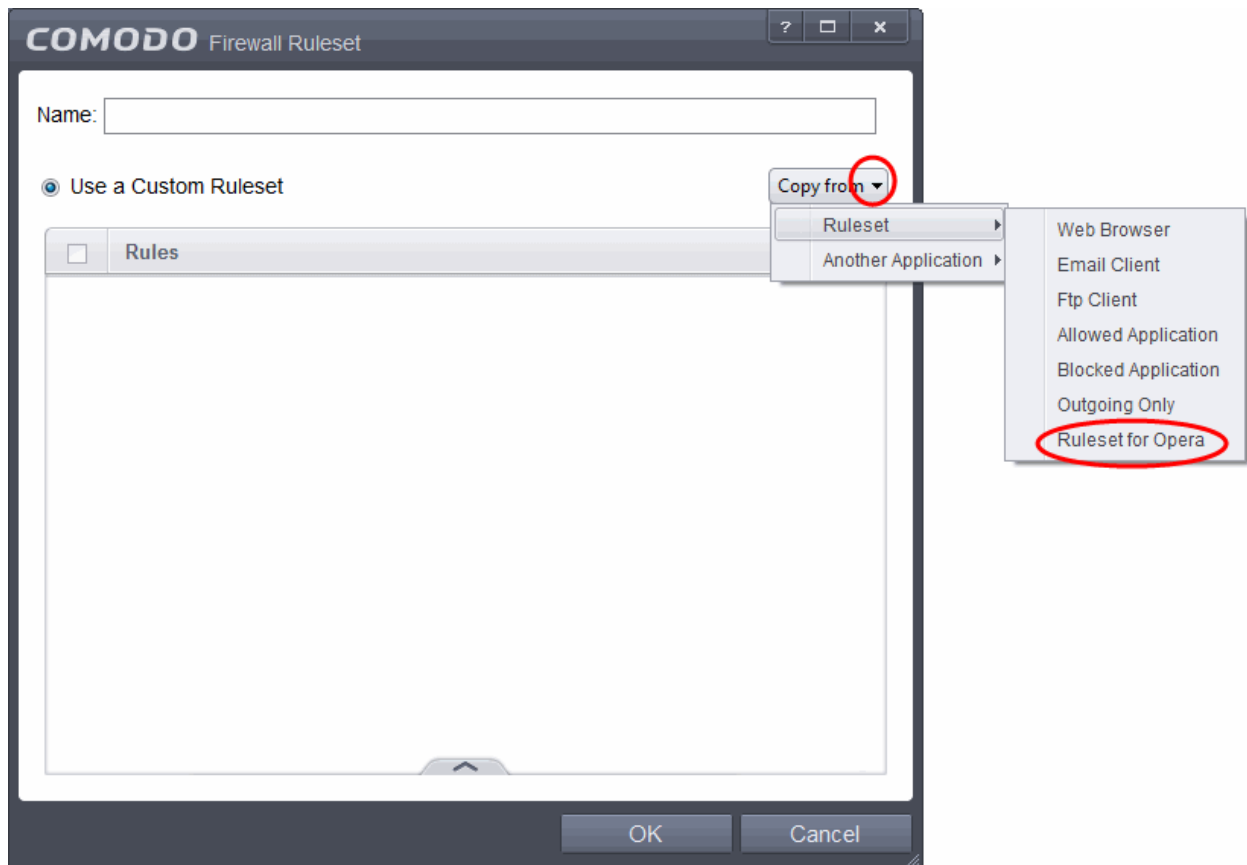 COMODO Firewall Ruleset
?
Name:
Use a Custom Ruleset
Copy from
Rules
Ruleset
Another Application
Web Browser
Email Client
Ftp Client
Allowed Application
Blocked Application
Outgoing Only
Ruleset for Opera
OK
Cancel